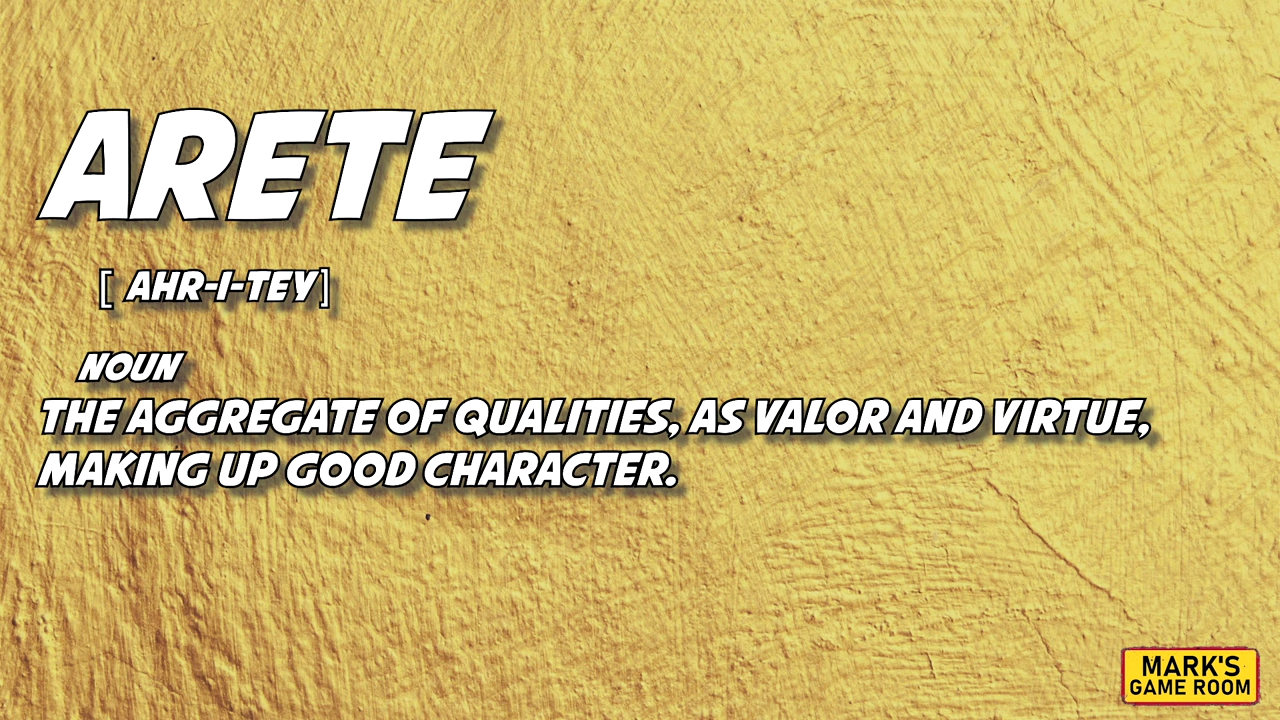 ARETE
[ AHR-I-TEY]
NOUN
THE AGGREGATE OF QUALITIES, AS VALOR AND VIRTUE,
MAKING UP GOOD CHARACTER.
MARK'S
GAME ROOM